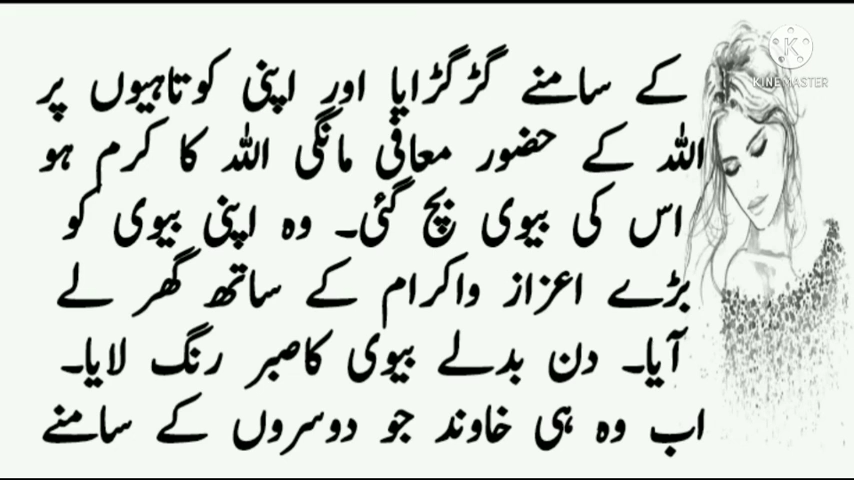 کے سامنے گڑگڑایا اور اپنی کوتاہیوں پر
اللہ کے حضور معافی مانگی اللہ کا کرم ہو
اس کی بیوی بچ گئی۔ وہ اپنی بیوی کو
بڑے اعزاز واکرام کے ساتھ گھر لے
آیا۔ دن بدلے بیوی کاصبر رنگ لایا۔
اب وہ ہی خاوند جو دوسروں کے سامنے
K
KINEMASTER